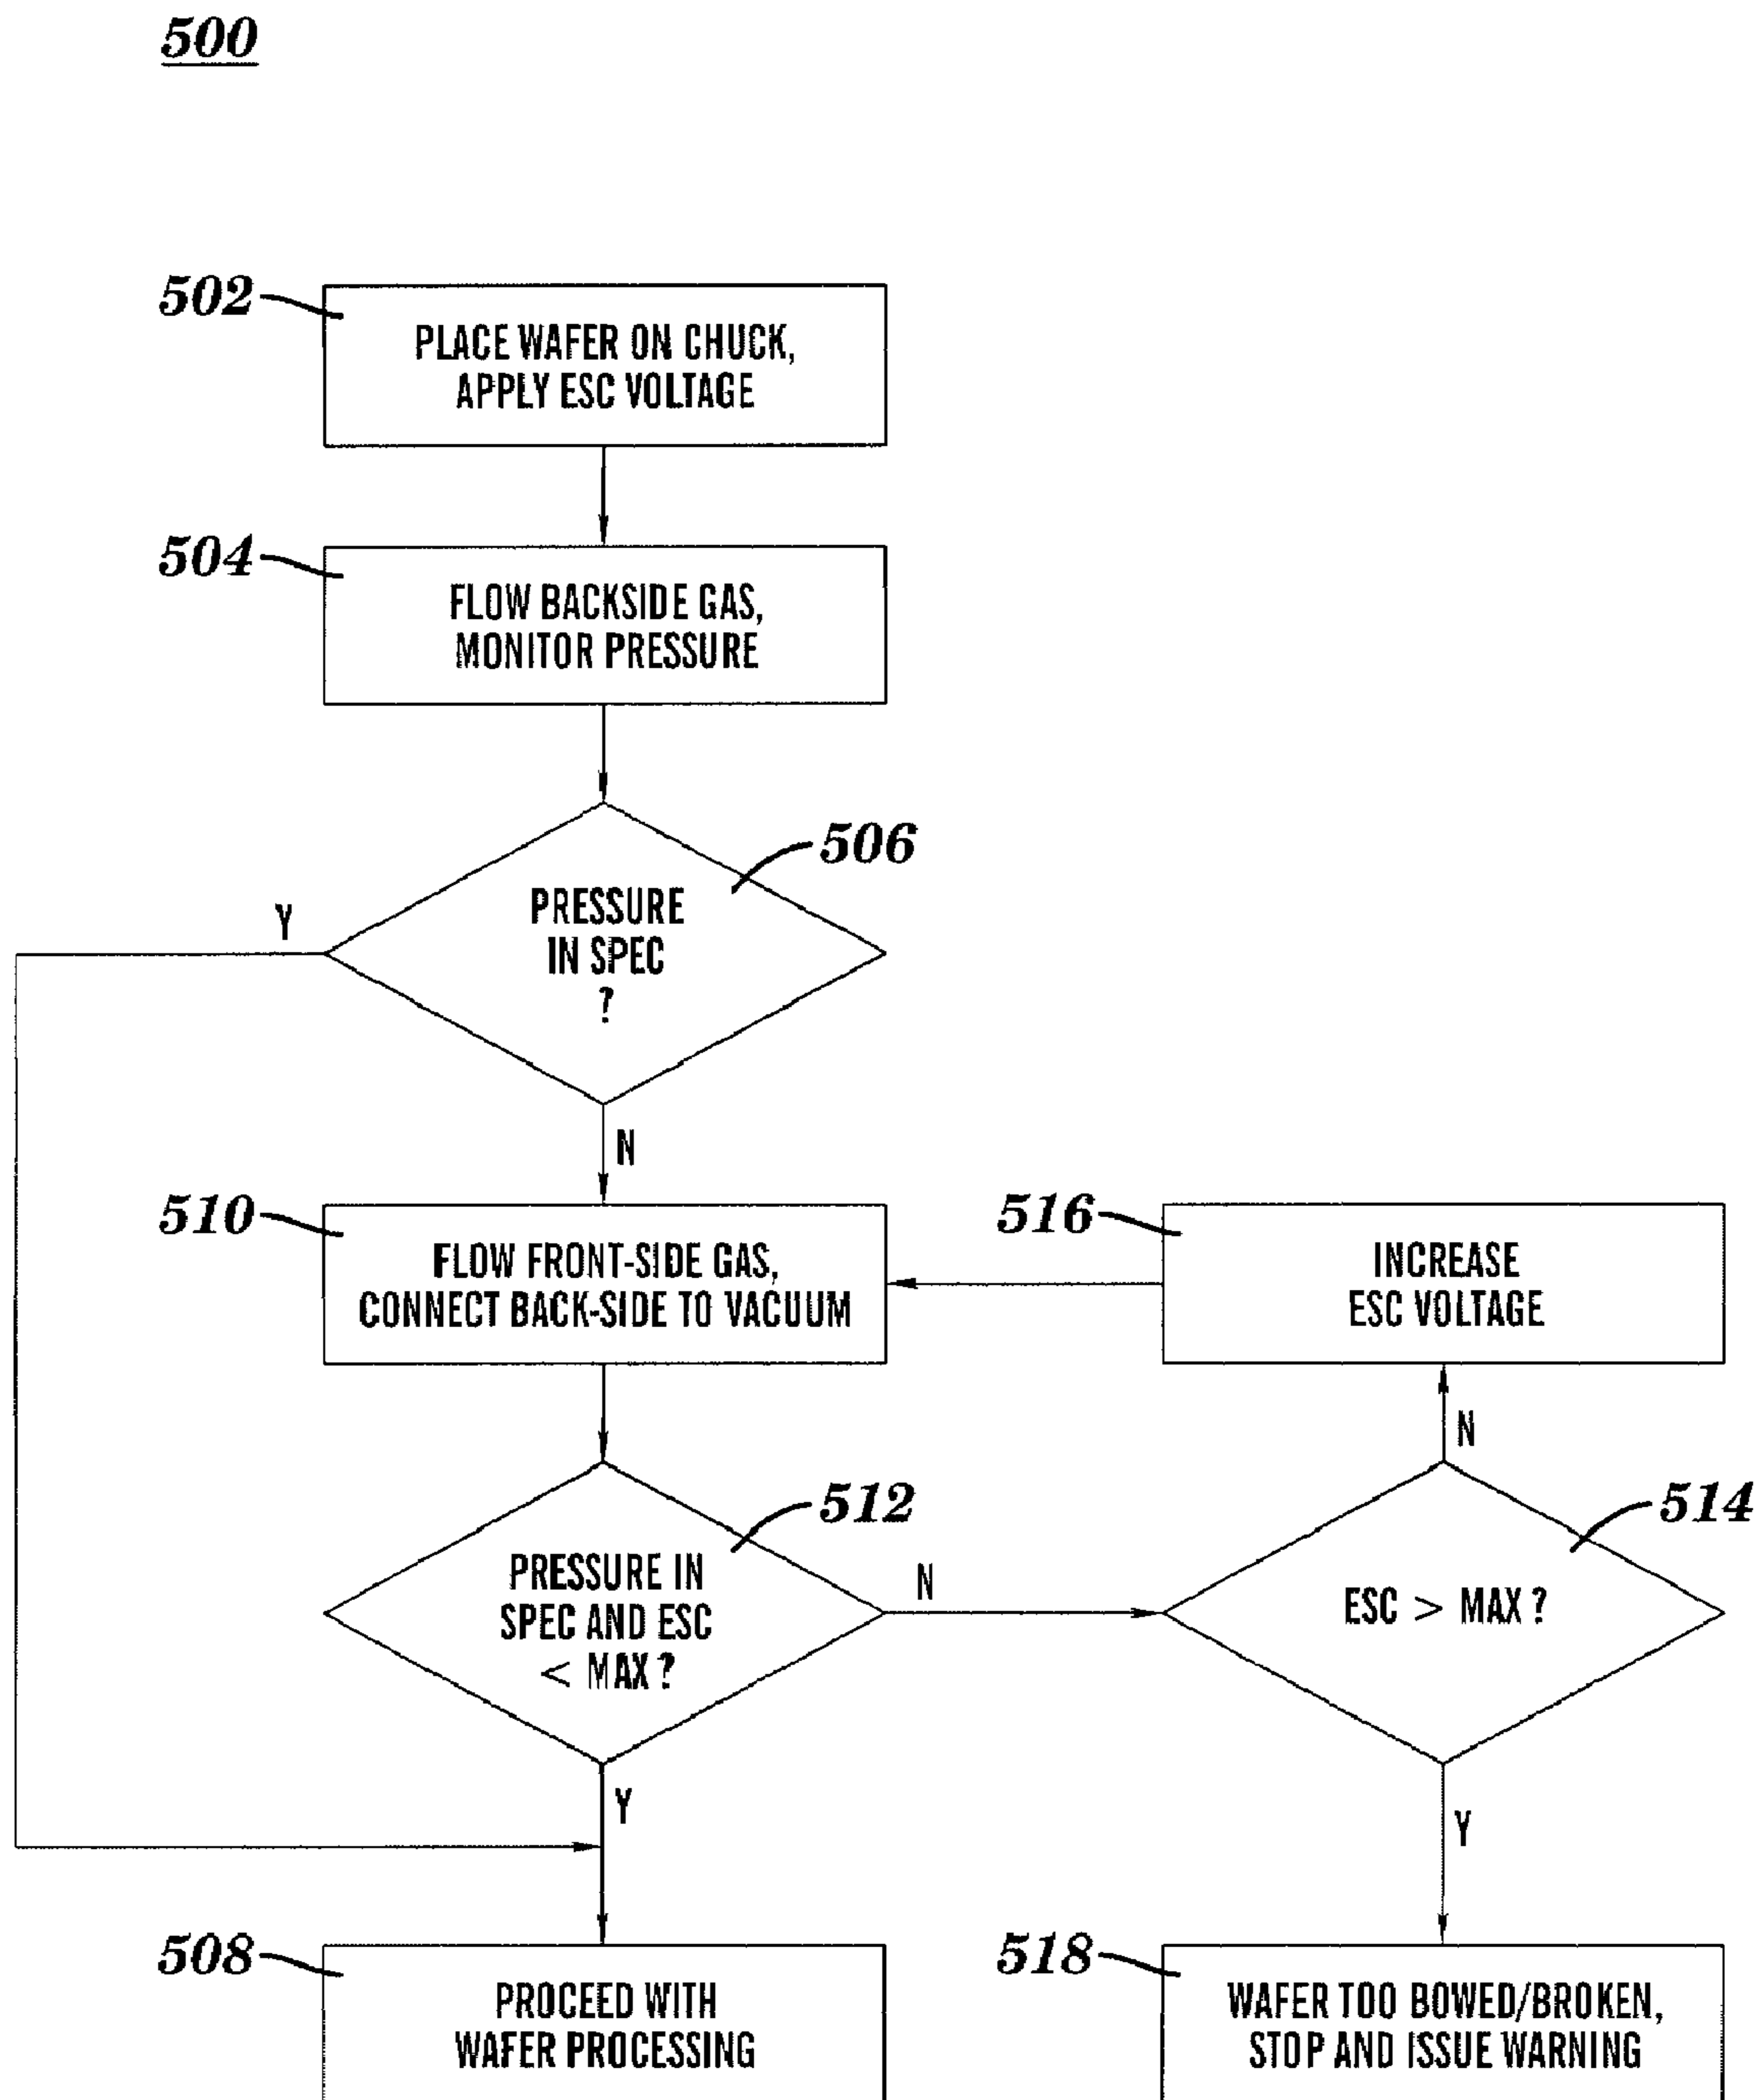 500
502
PLACE WAFER ON CHUCK,
APPLY ESC VOLTAGE
504
FLOW BACKSIDE GAS,
MONITOR PRESSURE
506
PRESSURE
IN SPEC
?
Y
N
510
FLOW FRONT-SIDE GAS,
CONNECT BACK-SIDE TO VACUUM
516
INCREASE
ESC VOLTAGE
N
512
PRESSURE IN
SPEC AND ESC
< MAX?
N
514
ESC > MAX?
Y
Y
508
PROCEED WITH
WAFER PROCESSING
518
WAFER TOO BOWED/BROKEN,
STOP AND ISSUE WARNING